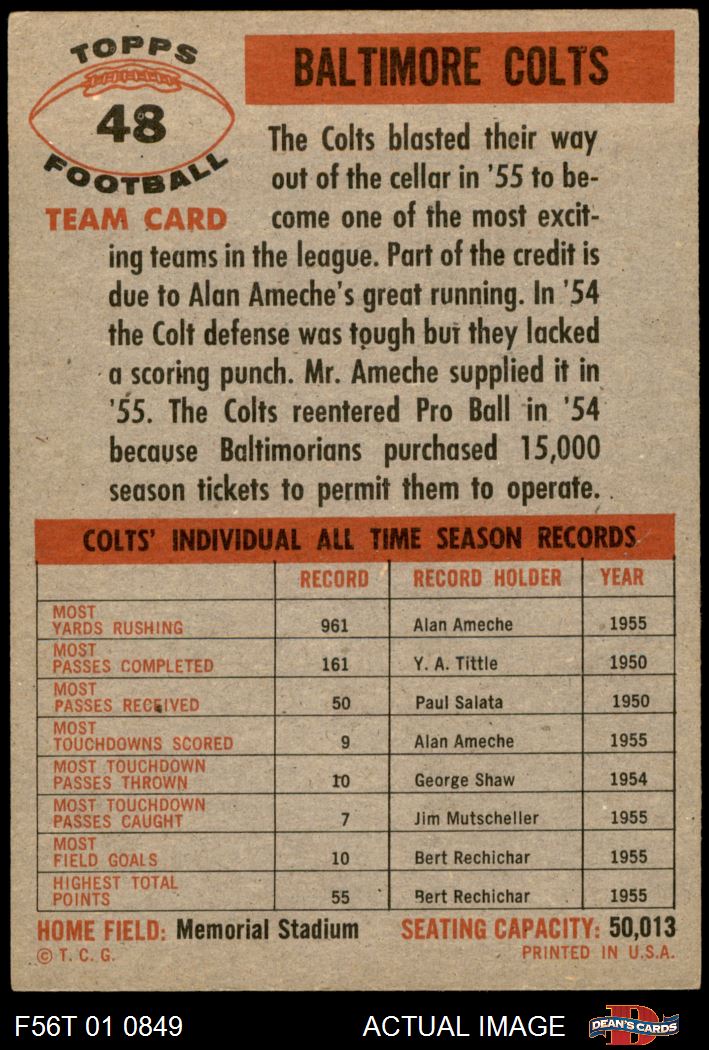 TOPPS
48
FOOTBALL
TEAM CARD
BALTIMORE COLTS
The Colts blasted their way
out of the cellar in '55 to be-
come one of the most excit-
ing teams in the league. Part of the credit is
due to Alan Ameche's great running. In '54
the Colt defense was tough but they lacked
a scoring punch. Mr. Ameche supplied it in
'55. The Colts reentered Pro Ball in '54
because Baltimorians purchased 15,000
season tickets to permit them to operate.
COLTS' INDIVIDUAL ALL TIME SEASON RECORDS
RECORD RECORD HOLDER YEAR
MOST
YARDS RUSHING 961 Alan Ameche 1955
MOST
PASSES COMPLETED 161 Y. A. Tittle 1950
MOST
PASSES RECEIVED 50 Paul Salata 1950
MOST
TOUCHDOWNS SCORED 9 Alan Ameche 1955
MOST TOUCHDOWN
PASSES THROWN 10 George Shaw 1954
MOST TOUCHDOWN
PASSES CAUGHT 7 Jim Mutscheller 1955
MOST
FIELD GOALS 10 Bert Rechichar 1955
HIGHEST TOTAL
POINTS 55 Bert Rechichar 1955
HOME FIELD: Memorial Stadium SEATING CAPACITY: 50,013
© T. C. G. PRINTED IN U.S.A.
F56T 01 0849 ACTUAL IMAGE D DEAN'S CARDS